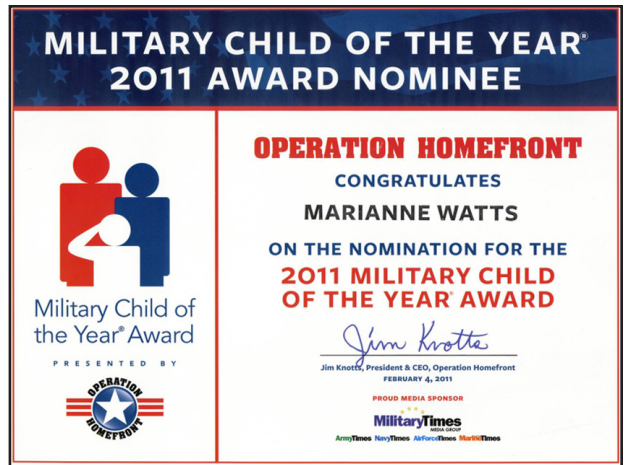 MILITARY CHILD OF THE YEAR®
2011 AWARD NOMINEE
Military Child of
the Year® Award
PRESENTED BY
OPERATION
HOMEFRONT
OPERATION HOMEFRONT
CONGRATULATES
MARIANNE WATTS
ON THE NOMINATION FOR THE
2011 MILITARY CHILD
OF THE YEAR® AWARD
Jim Knotts
Jim Knotts, President & CEO, Operation Homefront
FEBRUARY 4, 2011
PROUD MEDIA SPONSOR
MilitaryTimes
MEDIA GROUP
ArmyTimes NavyTimes AirForceTimes MarineTimes